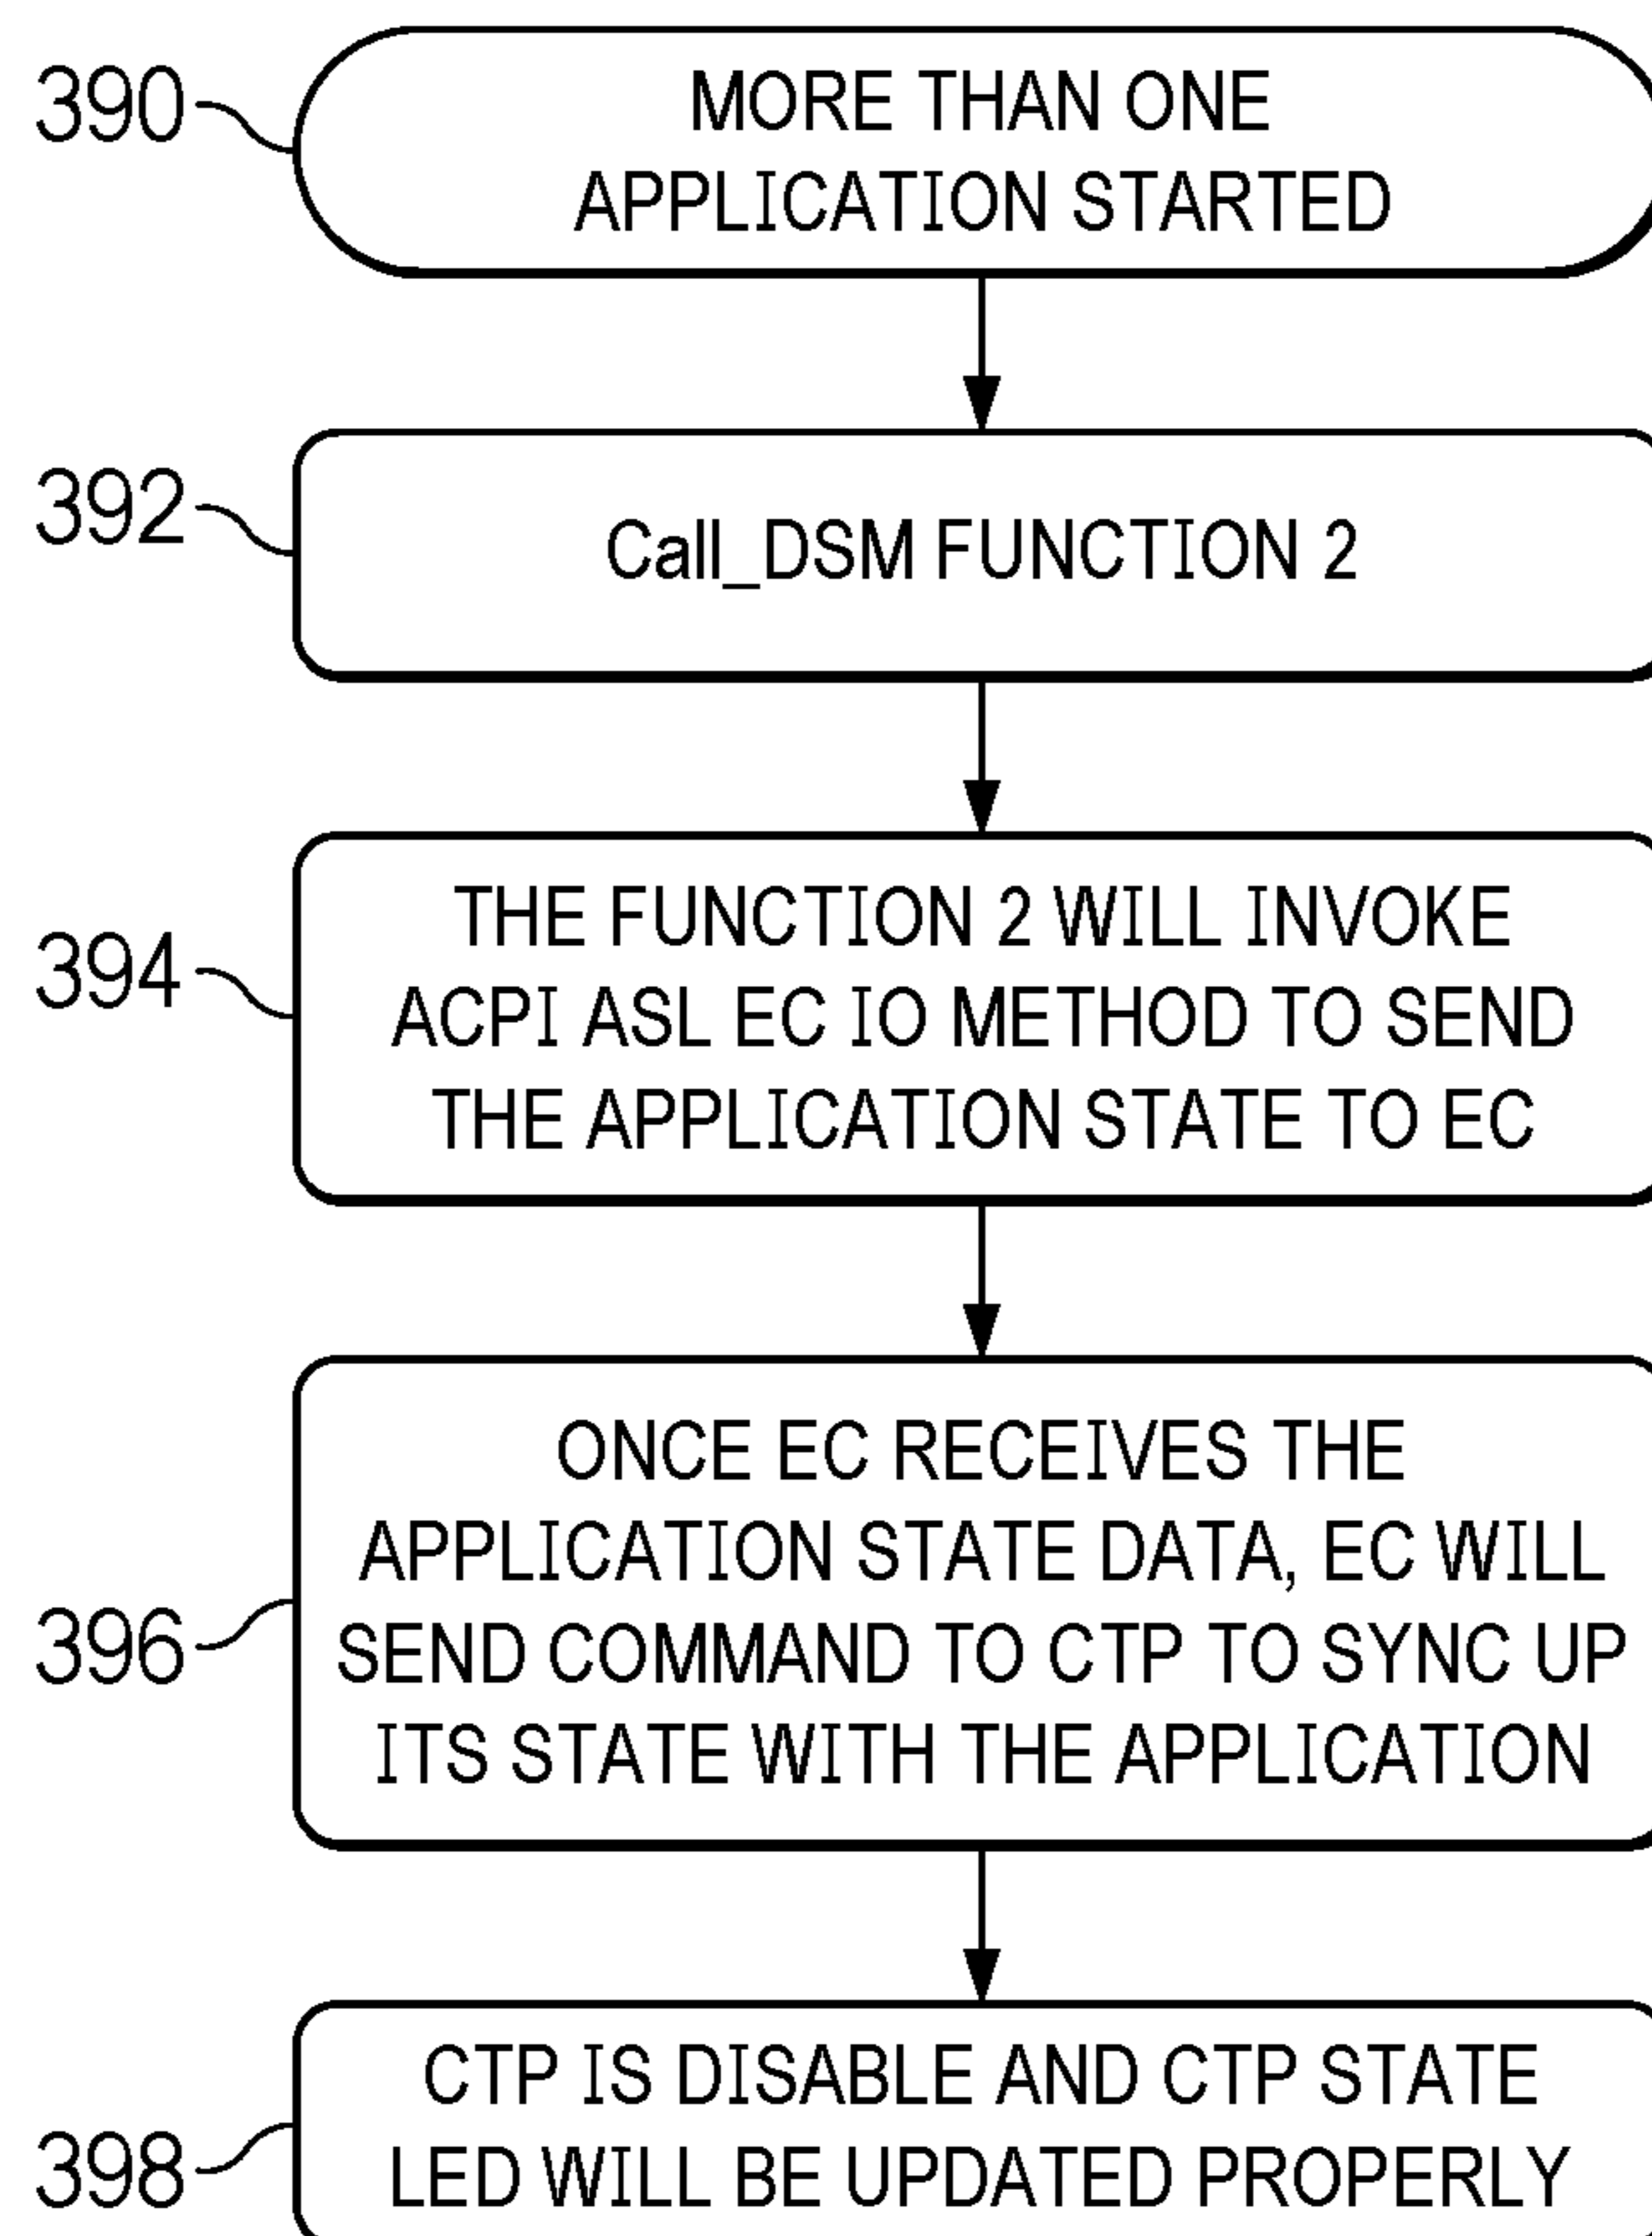 390
MORE THAN ONE
APPLICATION STARTED
392
Call_DSM FUNCTION 2
394
THE FUNCTION 2 WILL INVOKE
ACPI ASL EC IO METHOD TO SEND
THE APPLICATION STATE TO EC
396
ONCE EC RECEIVES THE
APPLICATION STATE DATA, EC WILL
SEND COMMAND TO CTP TO SYNC UP
ITS STATE WITH THE APPLICATION
398
CTP IS DISABLE AND CTP STATE
LED WILL BE UPDATED PROPERLY